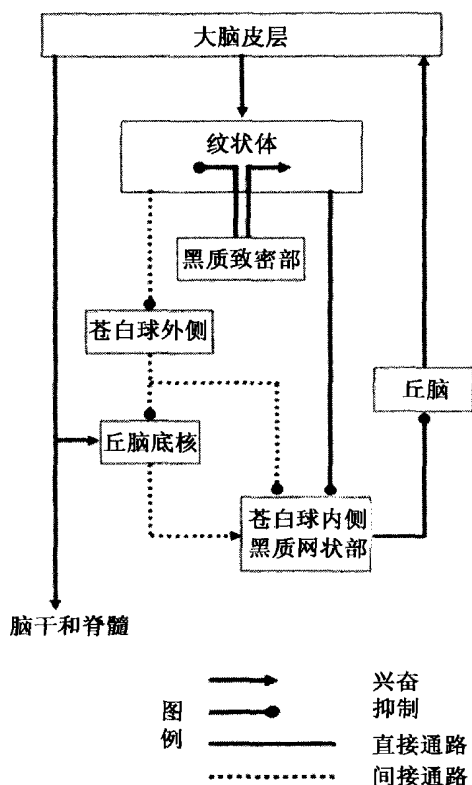 大脑皮层
纹状体
黑质致密部
苍白球外侧
丘脑
丘脑底核
苍白球内侧
黑质网状部
脑干和脊髓
图
例
兴奋
抑制
直接通路
间接通路